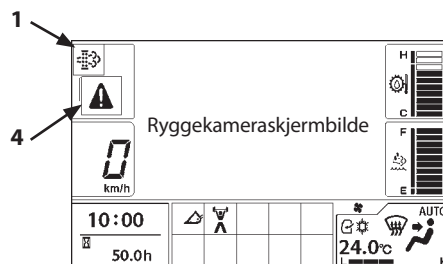 1
4
Ryggekameraskjermbilde
H
C
F
E
0
km/h
10:00
50.0h
AUTO
24.0°C